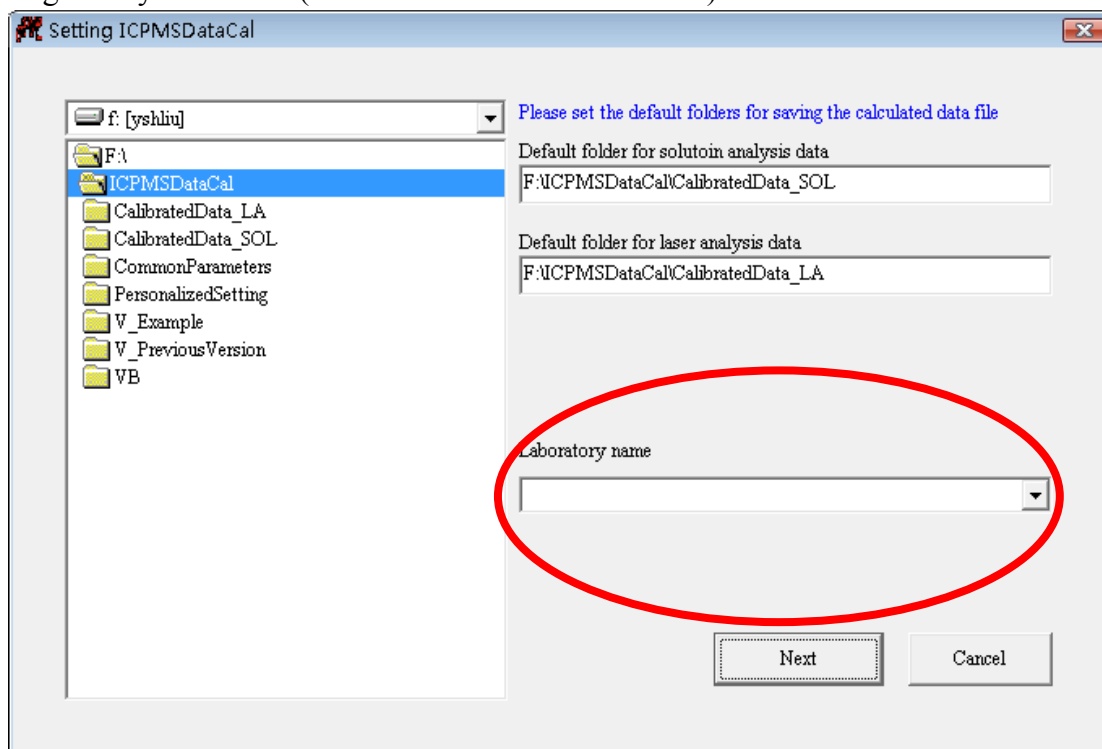 Setting ICPMSDataCal
f: [yshliu]
F:\
ICPMSDataCal
CalibratedData_LA
CalibratedData_SOL
CommonParameters
PersonalizedSetting
V_Example
V_PreviousVersion
VB
Please set the default folders for saving the calculated data file
Default folder for solutoin analysis data
F:\ICPMSDataCal\CalibratedData_SOL
Default folder for laser analysis data
F:\ICPMSDataCal\CalibratedData_LA
Laboratory name
Next
Cancel